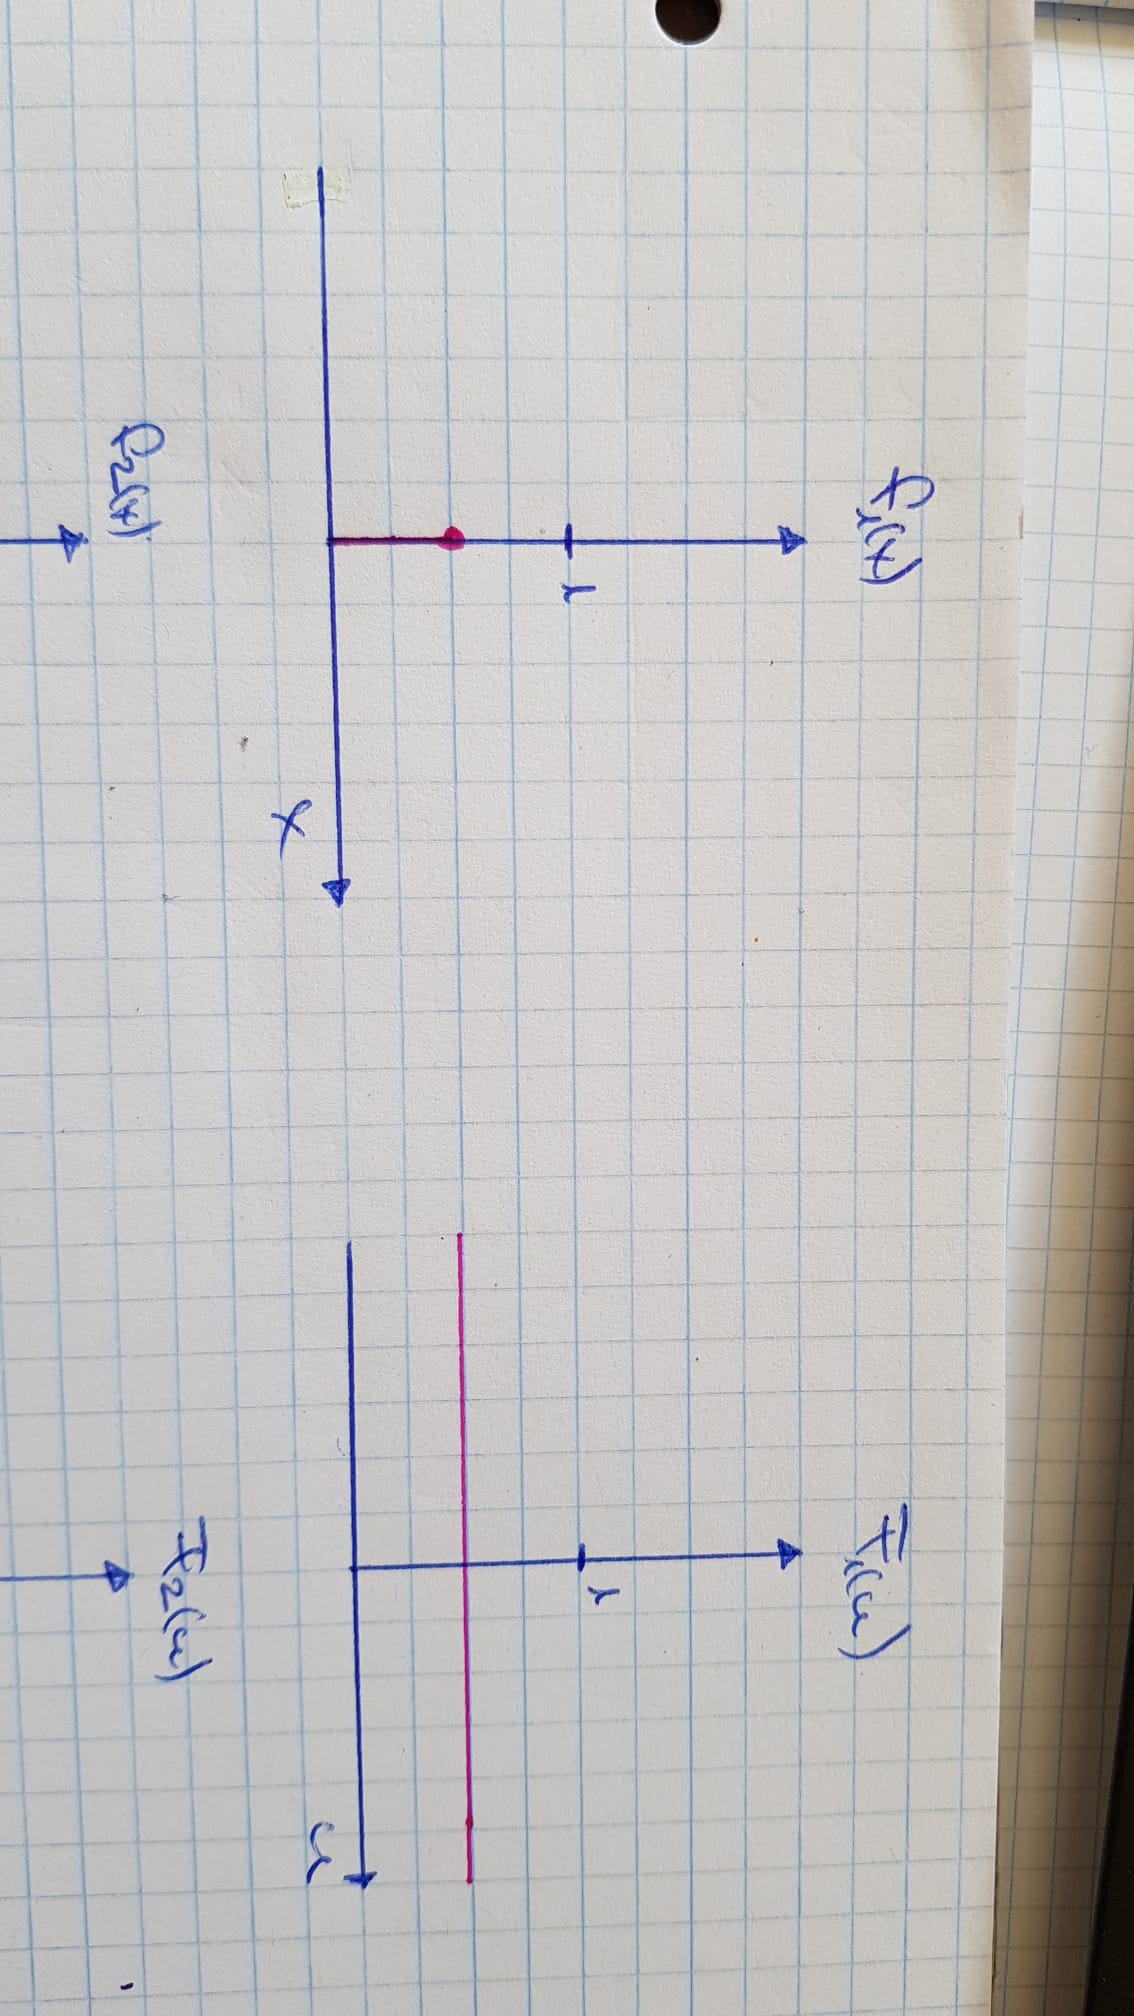 f₁(x)
F₁(u)
1
1
x
u
f₂(x)
F₂(u)